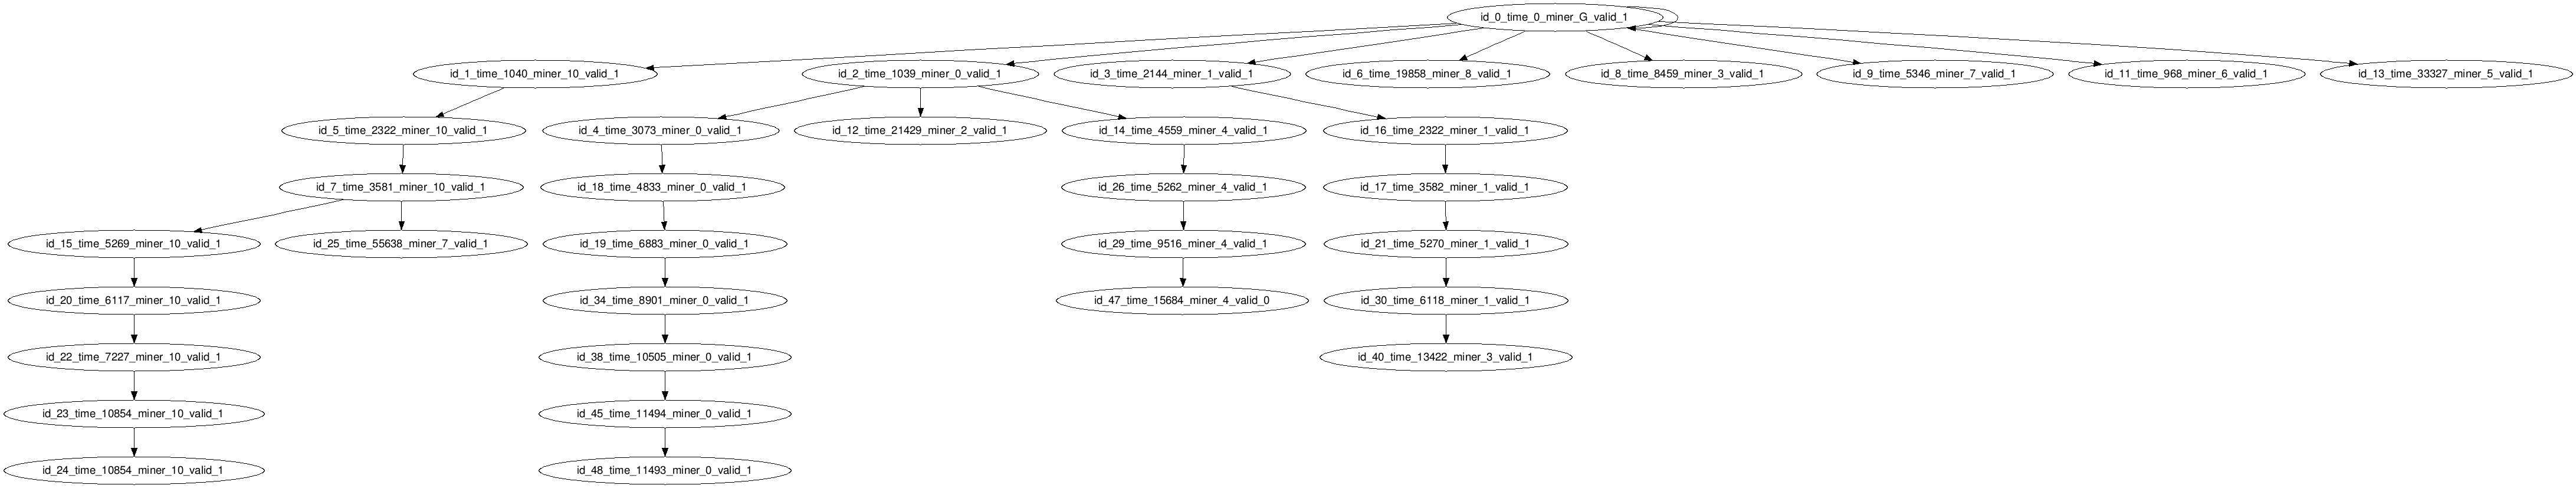 id_0_time_0_miner_G_valid_1
id_1_time_1040_miner_10_valid_1
id_2_time_1039_miner_0_valid_1
id_3_time_2144_miner_1_valid_1
id_6_time_19858_miner_8_valid_1
id_8_time_8459_miner_3_valid_1
id_9_time_5346_miner_7_valid_1
id_11_time_968_miner_6_valid_1
id_13_time_33327_miner_5_valid_1
id_5_time_2322_miner_10_valid_1
id_4_time_3073_miner_0_valid_1
id_12_time_21429_miner_2_valid_1
id_14_time_4559_miner_4_valid_1
id_16_time_2322_miner_1_valid_1
id_7_time_3581_miner_10_valid_1
id_18_time_4833_miner_0_valid_1
id_26_time_5262_miner_4_valid_1
id_17_time_3582_miner_1_valid_1
id_15_time_5269_miner_10_valid_1
id_25_time_55638_miner_7_valid_1
id_19_time_6883_miner_0_valid_1
id_29_time_9516_miner_4_valid_1
id_21_time_5270_miner_1_valid_1
id_20_time_6117_miner_10_valid_1
id_34_time_8901_miner_0_valid_1
id_47_time_15684_miner_4_valid_0
id_30_time_6118_miner_1_valid_1
id_22_time_7227_miner_10_valid_1
id_38_time_10505_miner_0_valid_1
id_40_time_13422_miner_3_valid_1
id_23_time_10854_miner_10_valid_1
id_45_time_11494_miner_0_valid_1
id_24_time_10854_miner_10_valid_1
id_48_time_11493_miner_0_valid_1